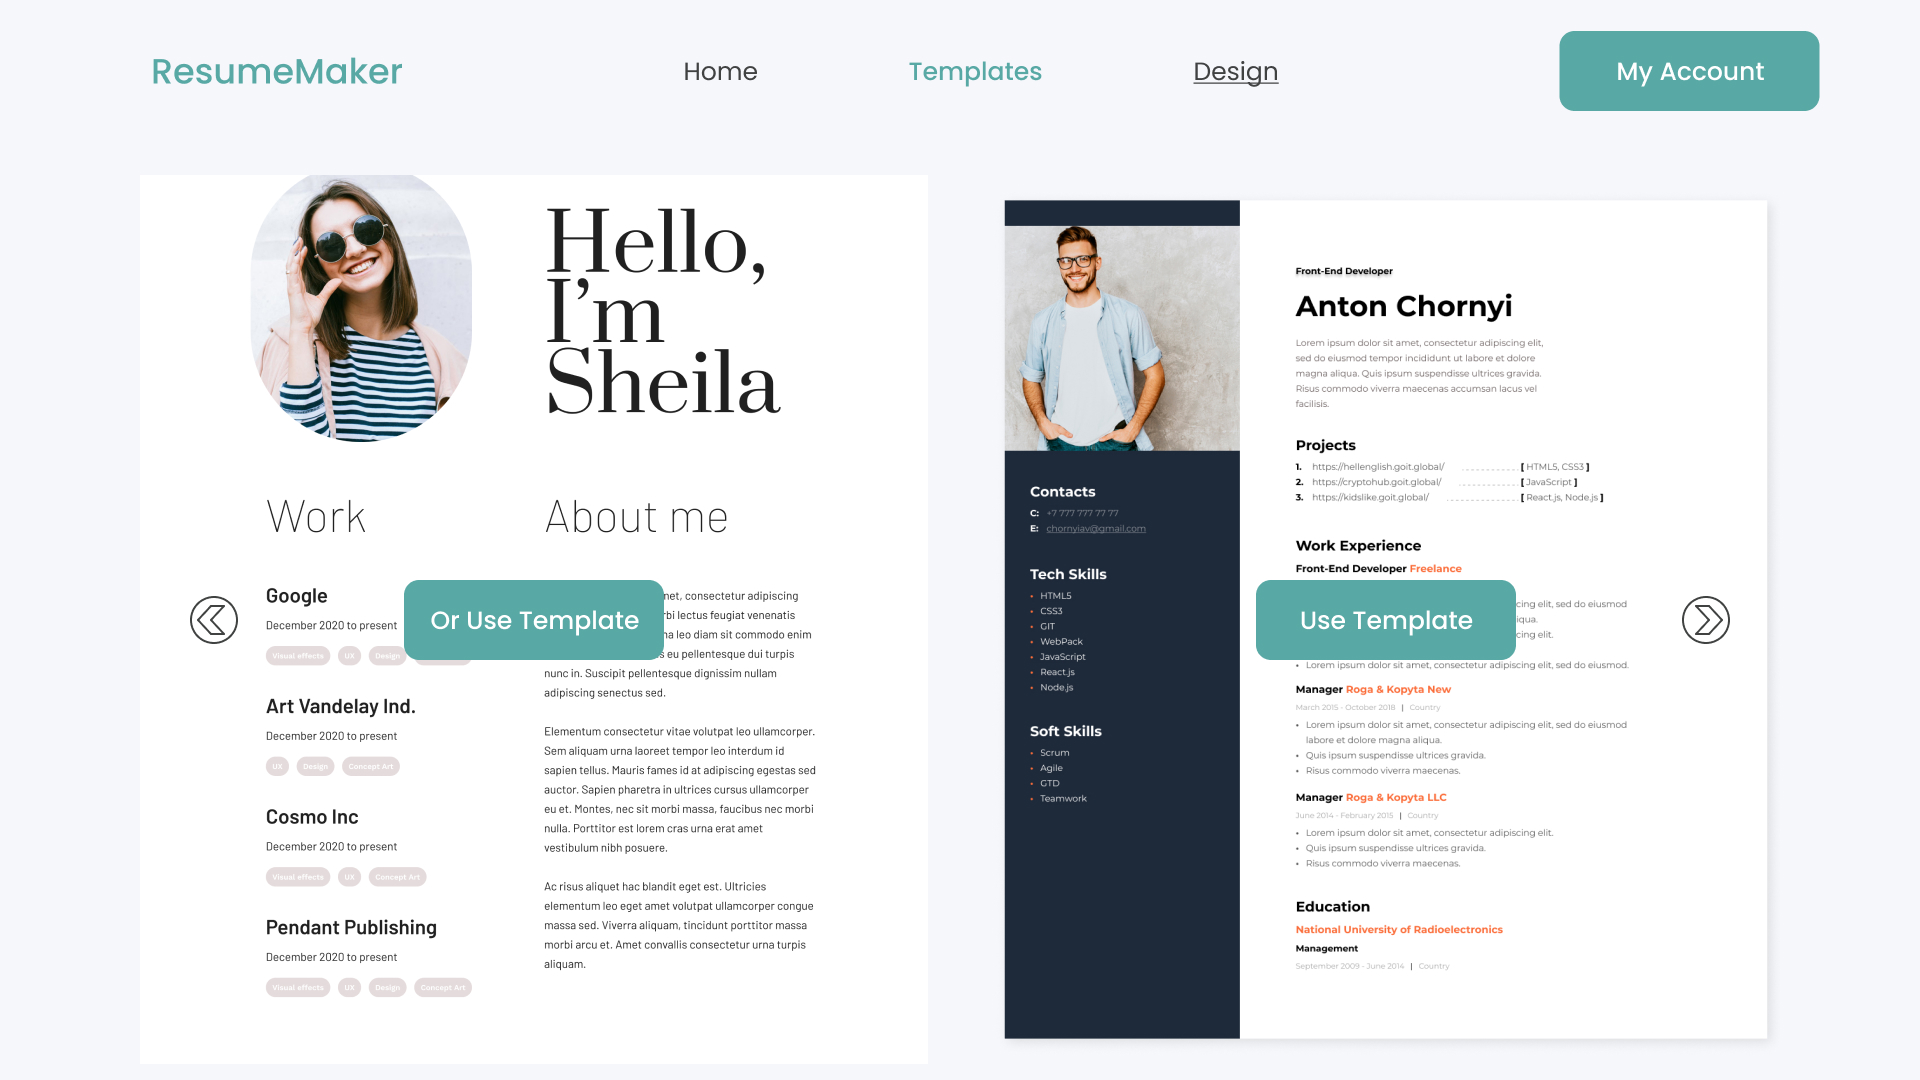 ResumeMaker
Home
Templates
Design
My Account
Hello,
I'm
Sheila
Work
Google
December 2020 to present
Visual effects UX Design
Art Vandelay Ind.
December 2020 to present
UX Design Concept Art
Cosmo Inc
December 2020 to present
Visual effects UX Concept Art
Pendant Publishing
December 2020 to present
Visual effects UX Design Concept Art
About me
consectetur adipiscing
lectus feugiat venenatis
leo diam sit commodo enim
eu pellentesque dui turpis
nunc in. Suscipit pellentesque dignissim nullam
adipiscing senectus sed.
Elementum consectetur vitae volutpat leo ullamcorper.
Sem aliquam urna laoreet tempor leo interdum id
sapien tellus. Mauris fames id at adipiscing egestas sed
auctor. Sapien pharetra in ultrices cursus ullamcorper
eu et. Montes, nec sit morbi massa, faucibus nec morbi
nulla. Porttitor est lorem cras urna erat amet
vestibulum nibh posuere.
Ac risus aliquet hac blandit eget est. Ultricies
elementum leo eget amet volutpat ullamcorper congue
massa sed. Viverra aliquam, tincidunt porttitor massa
morbi arcu et. Amet convallis consectetur urna turpis
aliquam.
Or Use Template
Contacts
C: +7 777 777 77 77
E: chornyiav@gmail.com
Tech Skills
• HTML5
• CSS3
• GIT
• WebPack
• JavaScript
• React.js
• Node.js
Soft Skills
• Scrum
• Agile
• GTD
• Teamwork
Front-End Developer
Anton Chornyi
Lorem ipsum dolor sit amet, consectetur adipiscing elit,
sed do eiusmod tempor incididunt ut labore et dolore
magna aliqua. Quis ipsum suspendisse ultrices gravida.
Risus commodo viverra maecenas accumsan lacus vel
facilisis.
Projects
1. https://hellenglish.goit.global/ [ HTML5, CSS3 ]
2. https://cryptohub.goit.global/ [ JavaScript ]
3. https://kidslike.goit.global/ [ React.js, Node.js ]
Work Experience
Front-End Developer Freelance
elit, sed do eiusmod
elit.
• Lorem ipsum dolor sit amet, consectetur adipiscing elit, sed do eiusmod.
Use Template
Manager Roga & Kopyta New
March 2015 - October 2018 | Country
• Lorem ipsum dolor sit amet, consectetur adipiscing elit, sed do eiusmod
labore et dolore magna aliqua.
• Quis ipsum suspendisse ultrices gravida.
• Risus commodo viverra maecenas.
Manager Roga & Kopyta LLC
June 2014 - February 2015 | Country
• Lorem ipsum dolor sit amet, consectetur adipiscing elit.
• Quis ipsum suspendisse ultrices gravida.
• Risus commodo viverra maecenas.
Education
National University of Radioelectronics
Management
September 2009 - June 2014 | Country